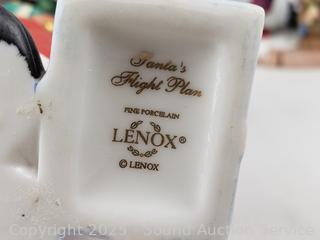 Santa's
Flight Plan
FINE PORCELAIN
LENOX®
© LENOX
Copyright 2025 - Sound Auction Service